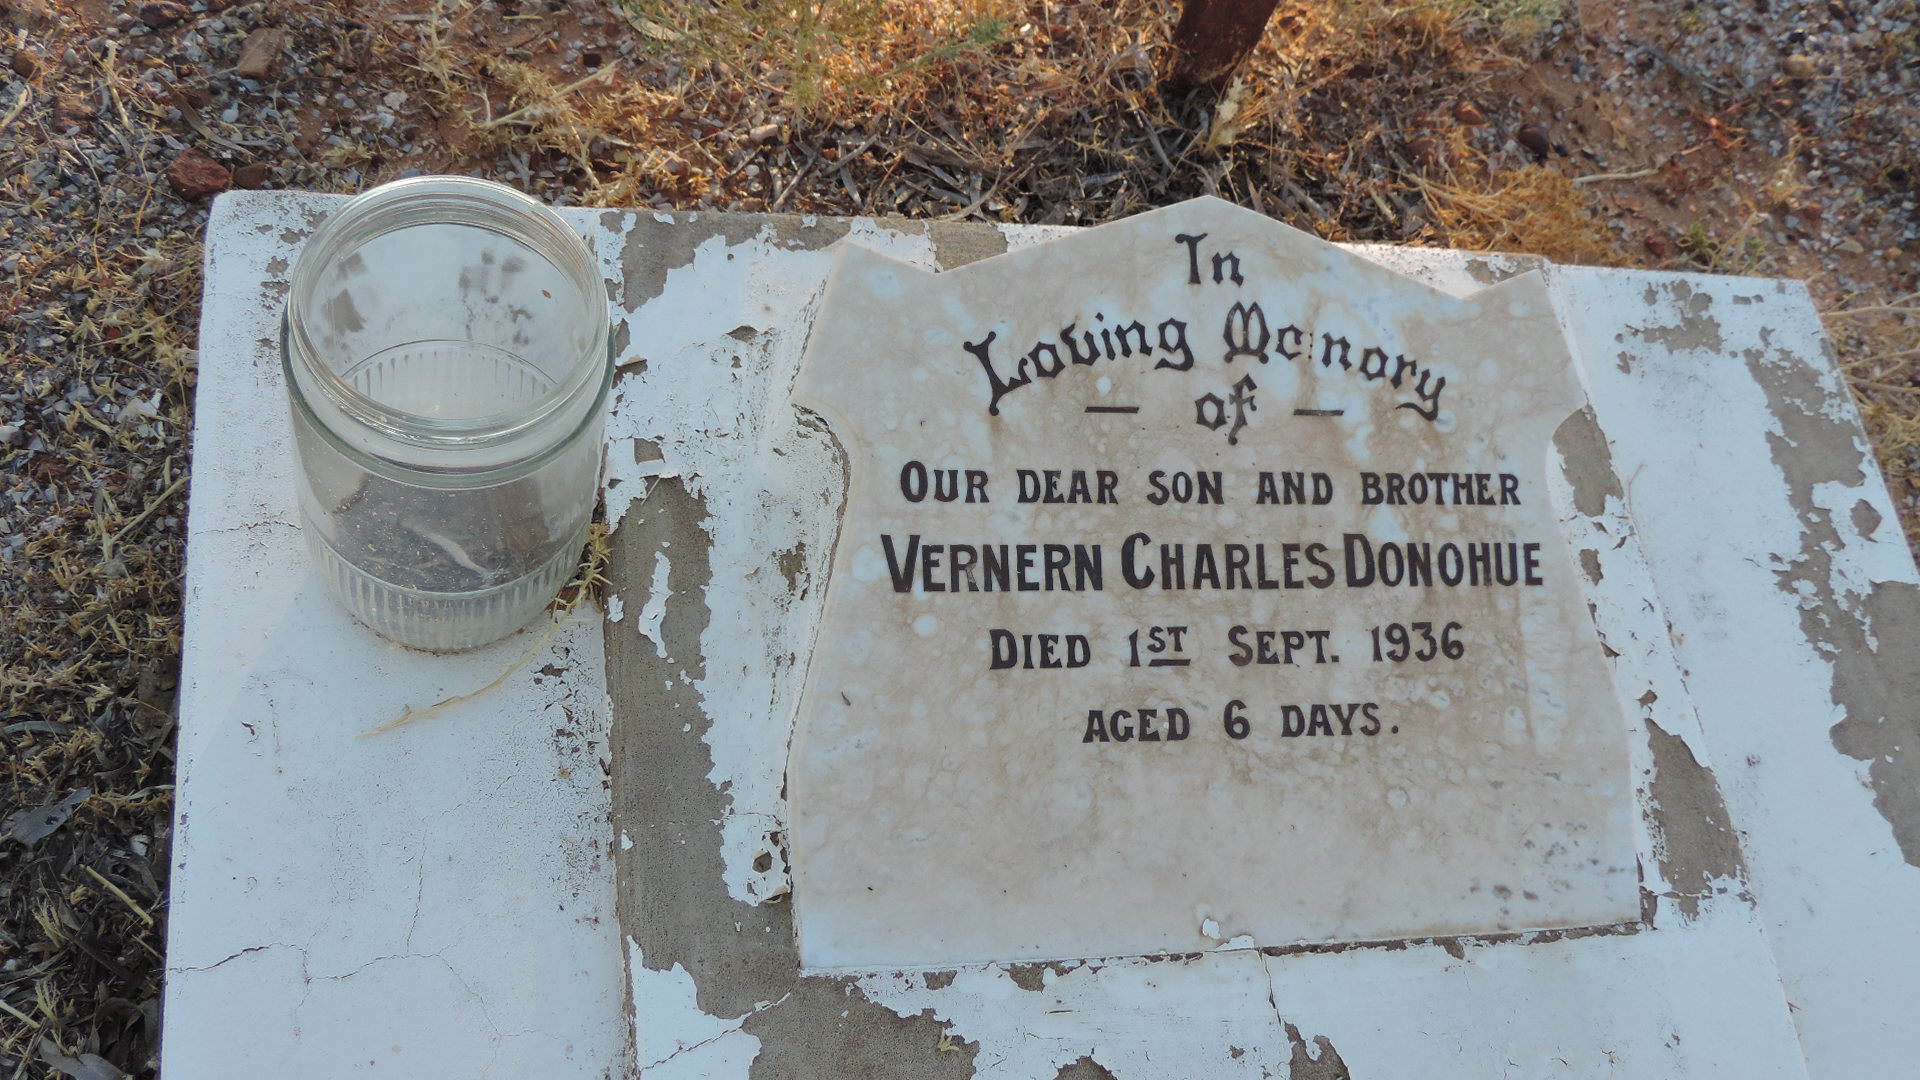 In
Loving Memory
— of —
OUR DEAR SON AND BROTHER
VERNERN CHARLES DONOHUE
DIED 1ST SEPT. 1936
AGED 6 DAYS.